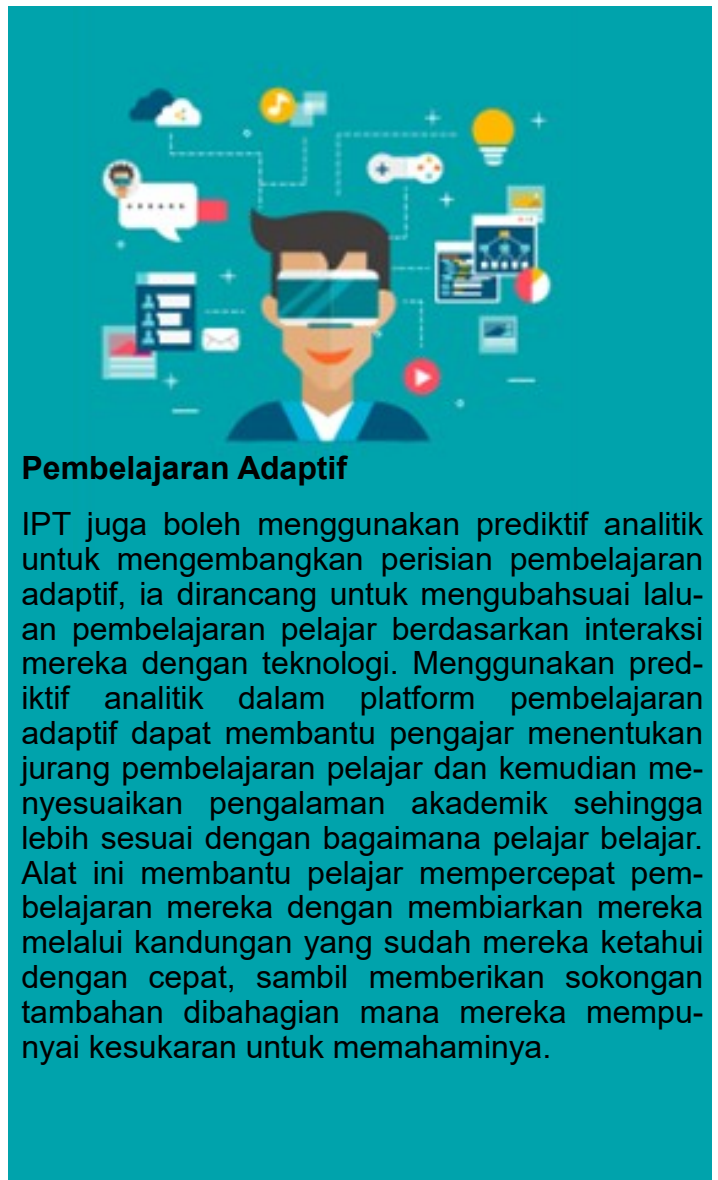 Pembelajaran Adaptif
IPT juga boleh menggunakan prediktif analitik
untuk mengembangkan perisian pembelajaran
adaptif, ia dirancang untuk mengubahsuai lalu-
an pembelajaran pelajar berdasarkan interaksi
mereka dengan teknologi. Menggunakan pred-
iktif analitik dalam platform pembelajaran
adaptif dapat membantu pengajar menentukan
jurang pembelajaran pelajar dan kemudian me-
nyesuaikan pengalaman akademik sehingga
lebih sesuai dengan bagaimana pelajar belajar.
Alat ini membantu pelajar mempercepat pem-
belajaran mereka dengan membiarkan mereka
melalui kandungan yang sudah mereka ketahui
dengan cepat, sambil memberikan sokongan
tambahan dibahagian mana mereka mempu-
nyai kesukaran untuk memahaminya.